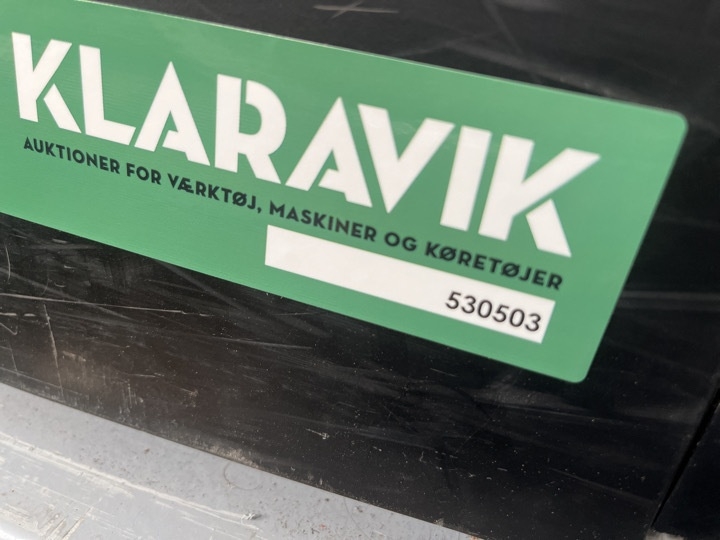 KLARAVIK
AUKTIONER FOR VÆRKTØJ, MASKINER OG KØRETØJER
530503